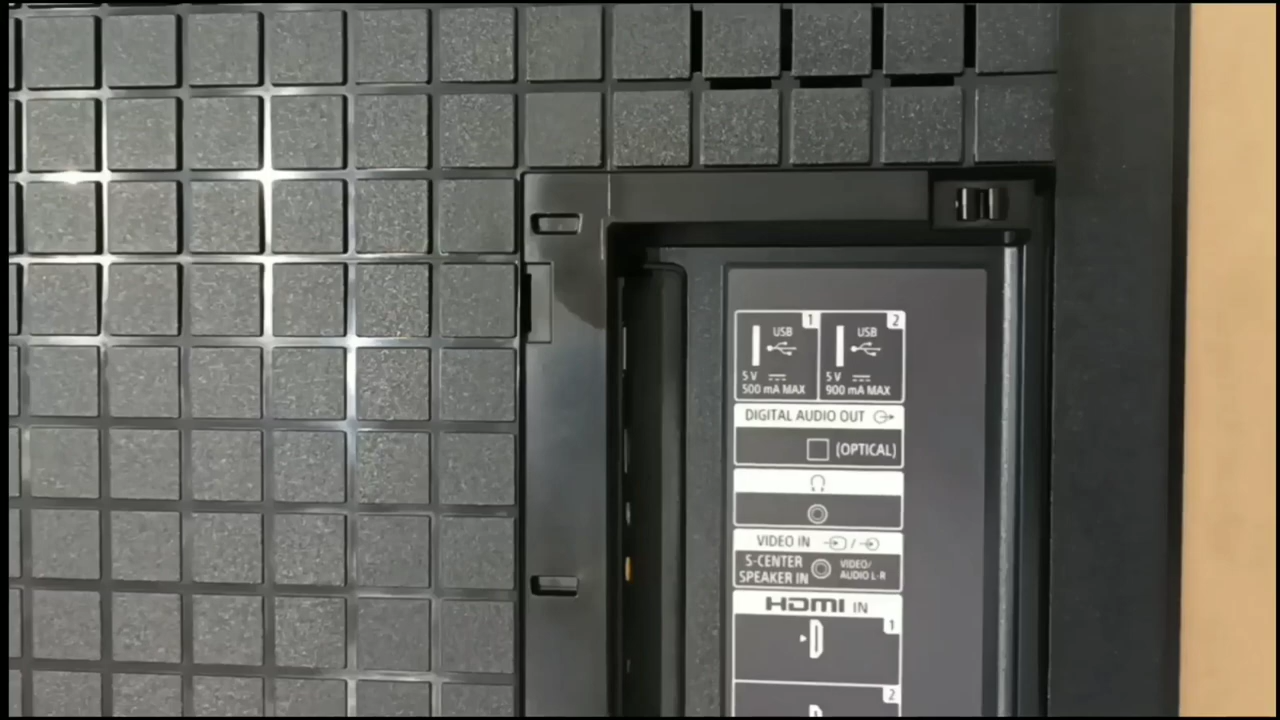 1 2
USB USB
5 V 5 V
500 mA MAX 900 mA MAX
DIGITAL AUDIO OUT
(OPTICAL)
VIDEO IN /
S-CENTER VIDEO/
SPEAKER IN AUDIO L-R
HDMI IN
1
2